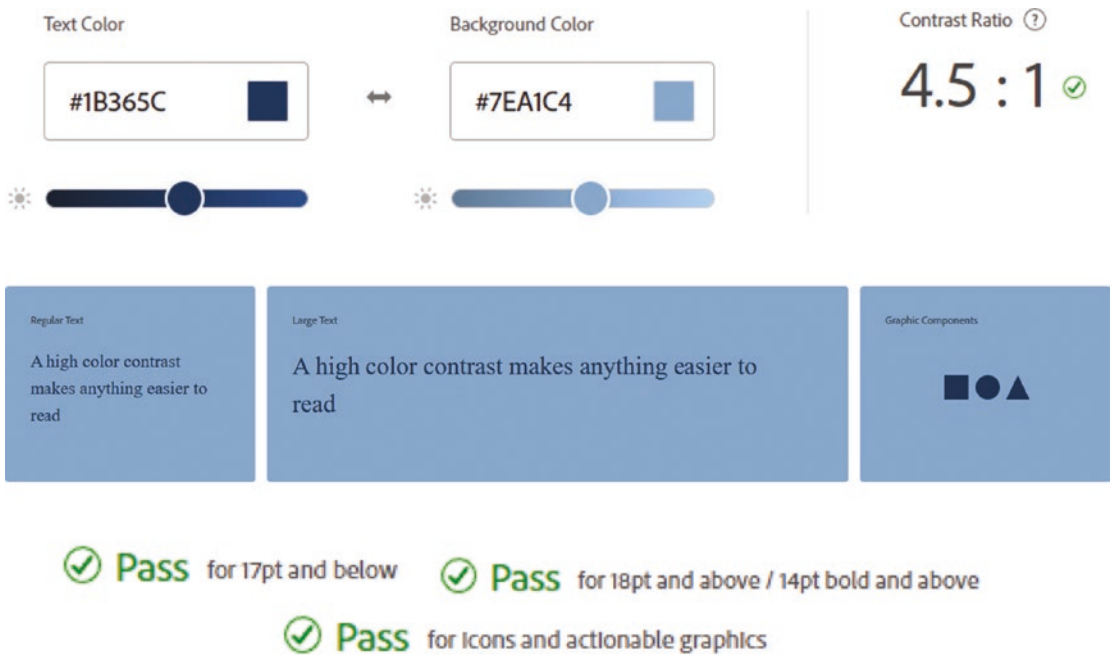 Text Color
Background Color
Contrast Ratio ?
#1B365C
#7EA1C4
4.5 : 1
Regular Text
A high color contrast
makes anything easier to
read
Large Text
A high color contrast makes anything easier to
read
Graphic Components
Pass for 17pt and below
Pass for 18pt and above / 14pt bold and above
Pass for icons and actionable graphics